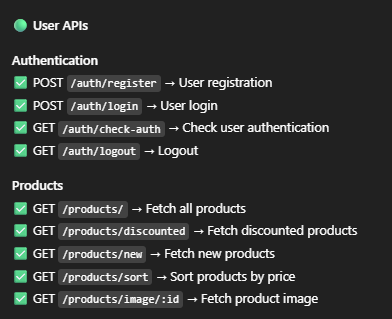 User APIs
Authentication
✅ POST /auth/register → User registration
✅ POST /auth/login → User login
✅ GET /auth/check-auth → Check user authentication
✅ GET /auth/logout → Logout
Products
✅ GET /products/ → Fetch all products
✅ GET /products/discounted → Fetch discounted products
✅ GET /products/new → Fetch new products
✅ GET /products/sort → Sort products by price
✅ GET /products/image/:id → Fetch product image